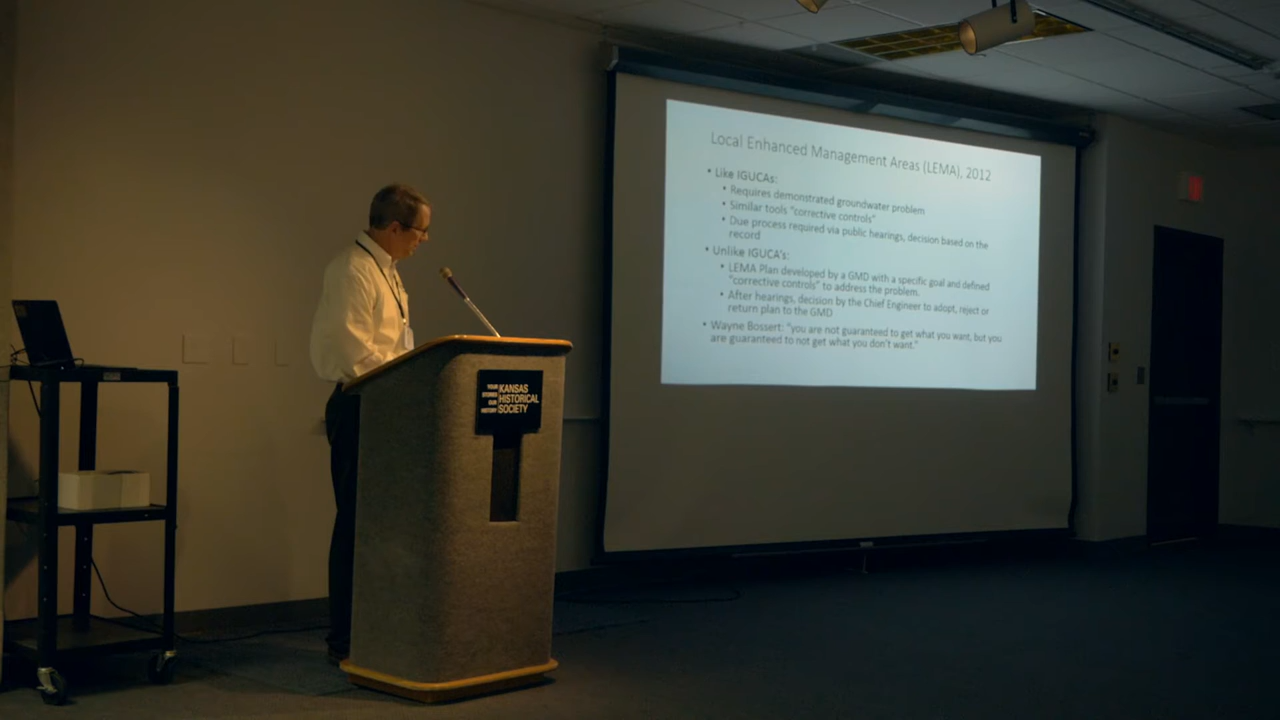 Local Enhanced Management Areas (LEMA), 2012
• Like IGUCAs:
• Requires demonstrated groundwater problem
• Similar tools "corrective controls"
• Due process required via public hearings, decision based on the
record
• Unlike IGUCA's:
• LEMA Plan developed by a GMD with a specific goal and defined
"corrective controls" to address the problem.
• After hearings, decision by the Chief Engineer to adopt, reject or
return plan to the GMD
• Wayne Bossert: "you are not guaranteed to get what you want, but you
are guaranteed to not get what you don't want."
YOUR
STORIES
OUR
HISTORY
KANSAS
HISTORICAL
SOCIETY